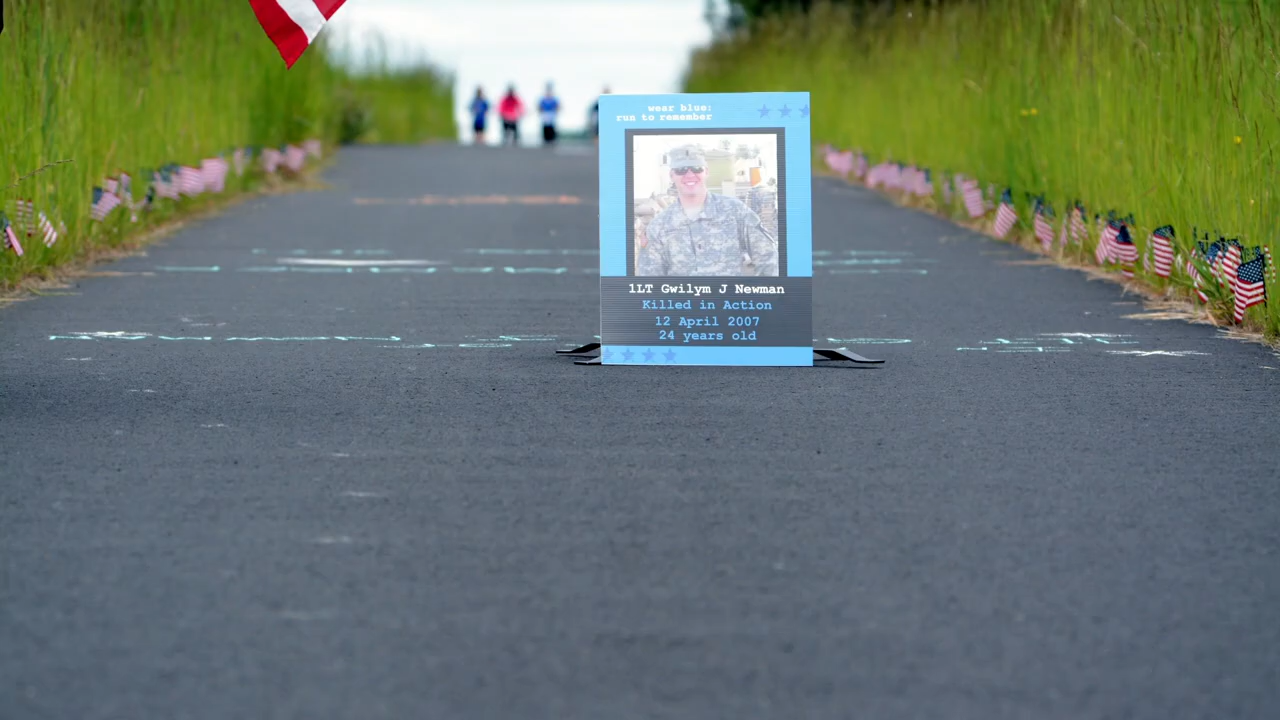 wear blue:
run to remember
1LT Gwilym J Newman
Killed in Action
12 April 2007
24 years old